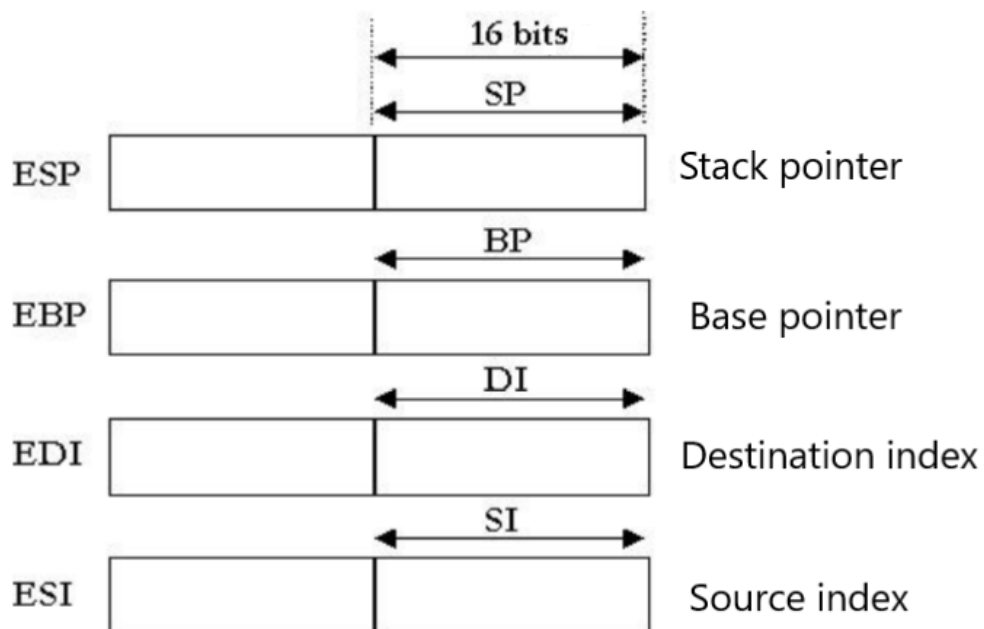 16 bits
SP
ESP Stack pointer
BP
EBP Base pointer
DI
EDI Destination index
SI
ESI Source index